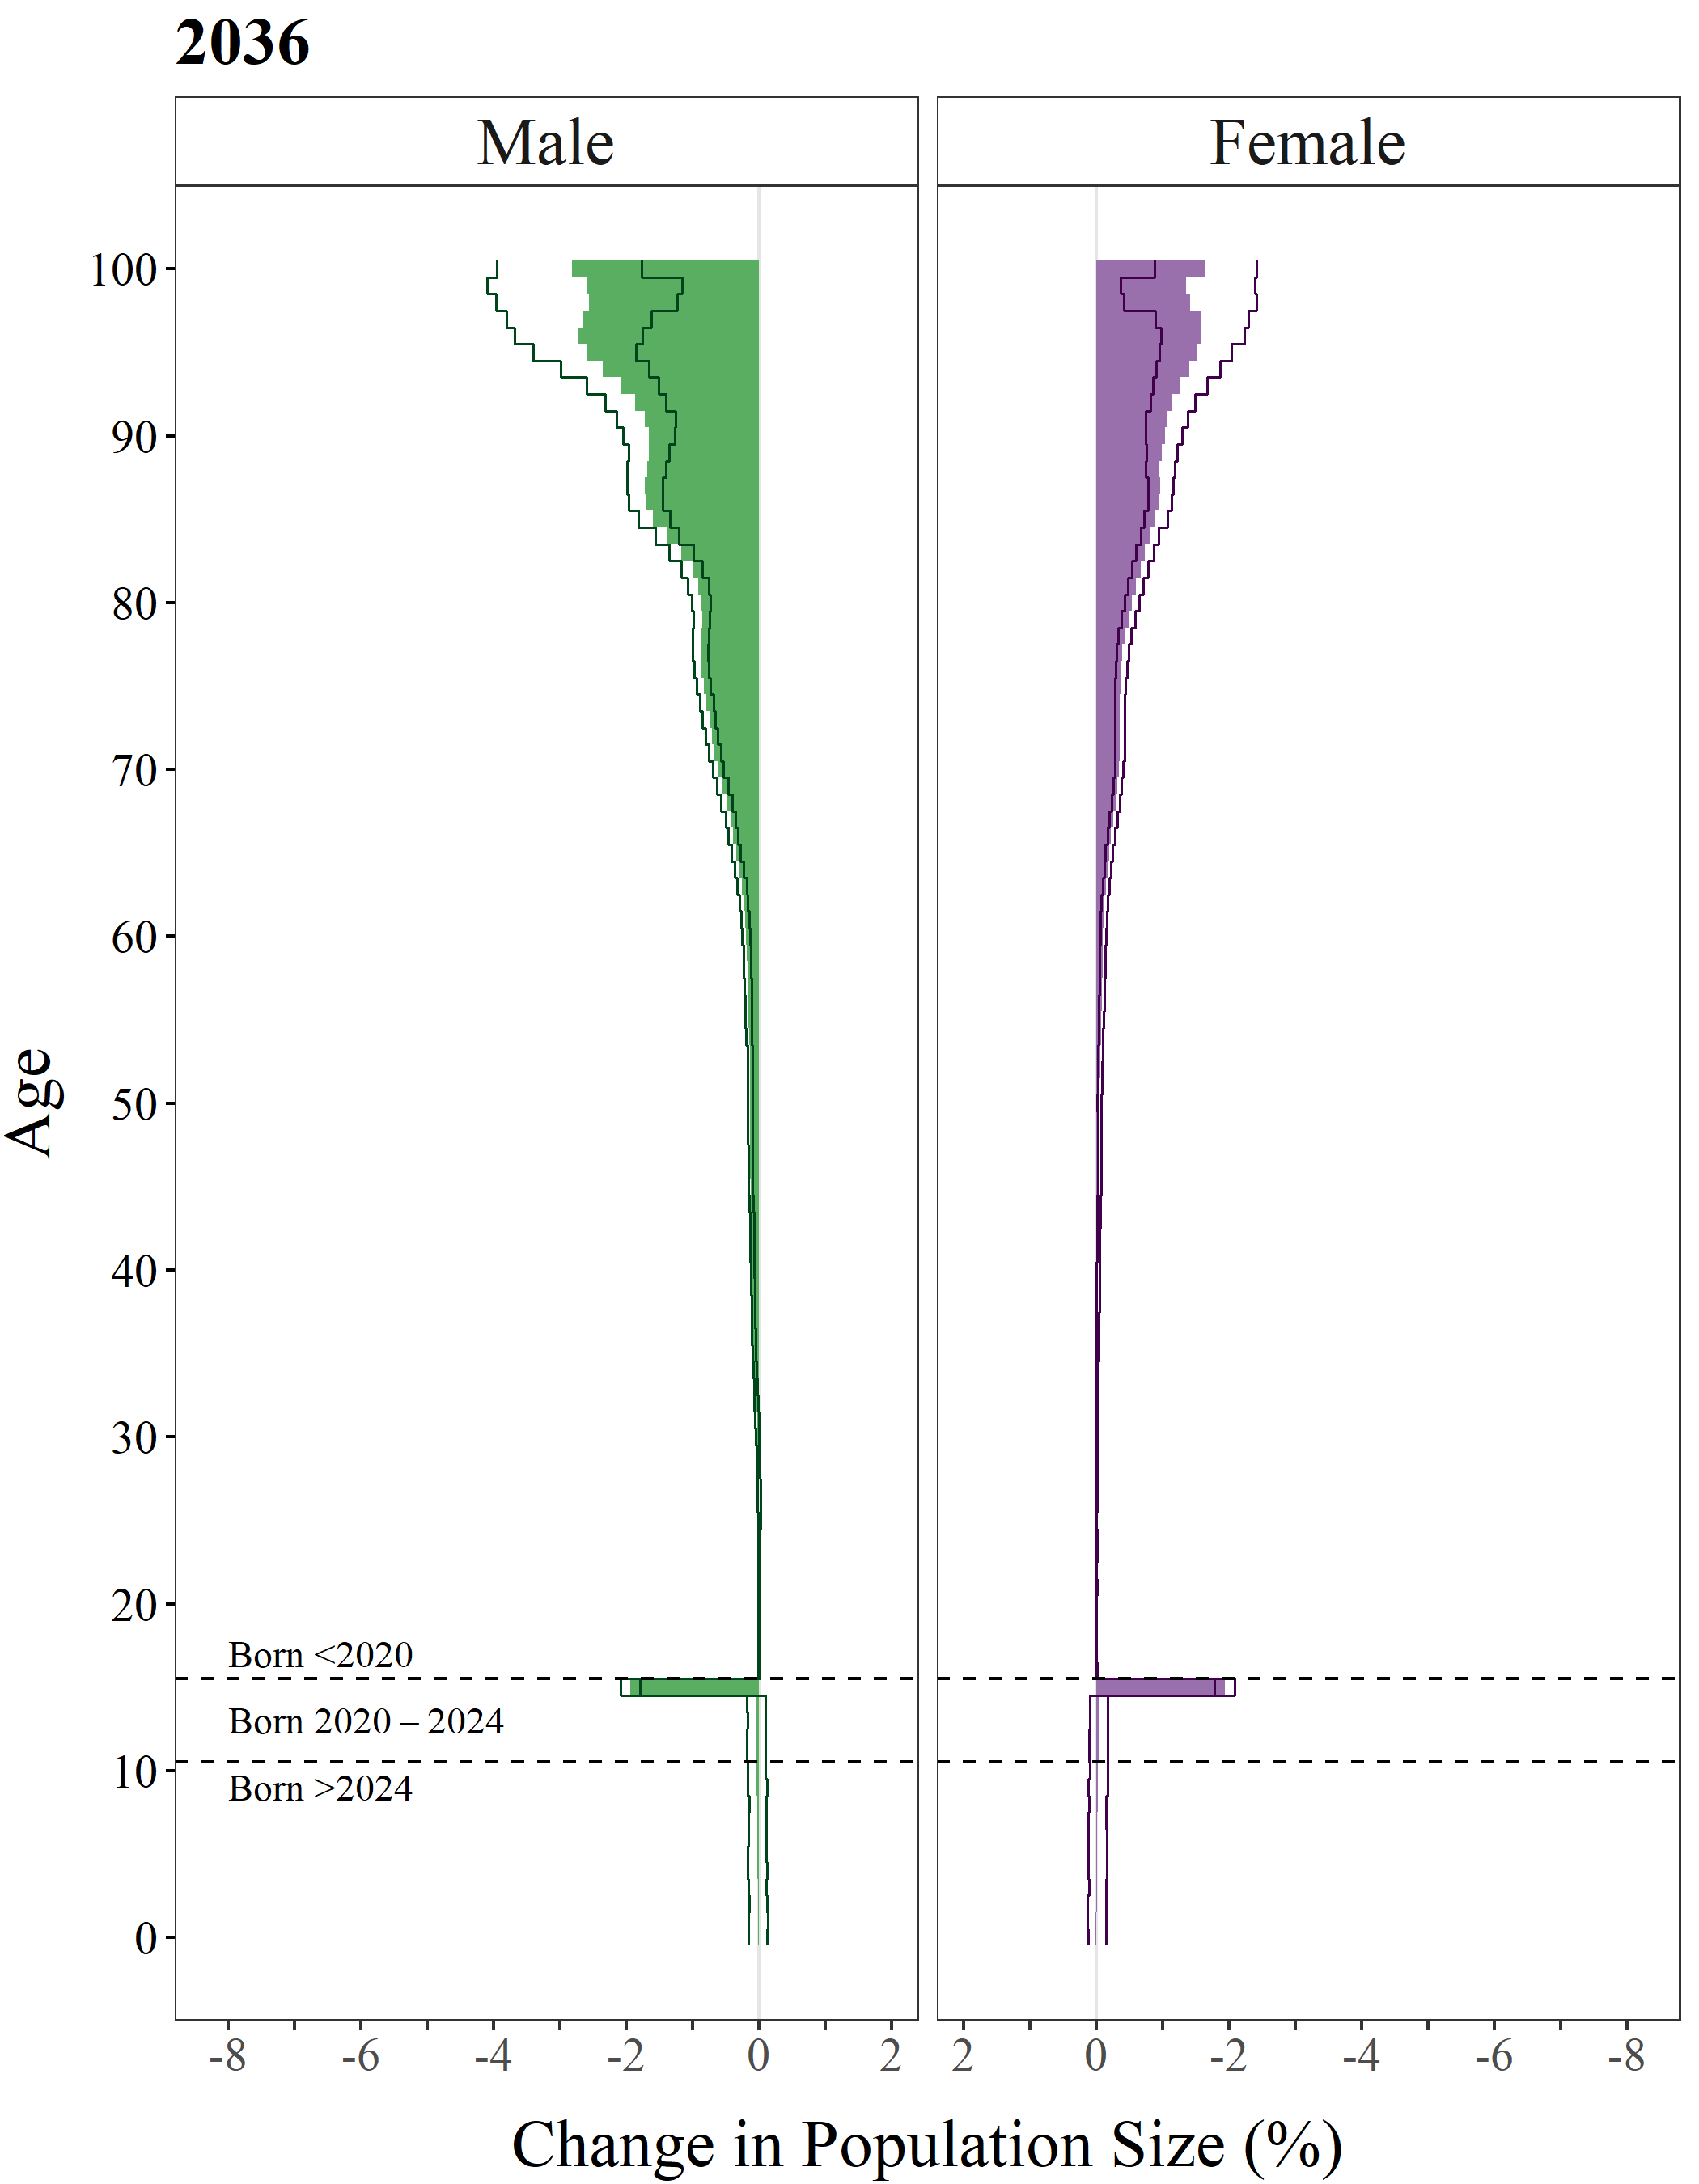 2036
Male
Female
100
90
80
70
60
50
40
30
20
10
0
Age
Born <2020
Born 2020 – 2024
Born >2024
-8 -6 -4 -2 0 2
2 0 -2 -4 -6 -8
Change in Population Size (%)